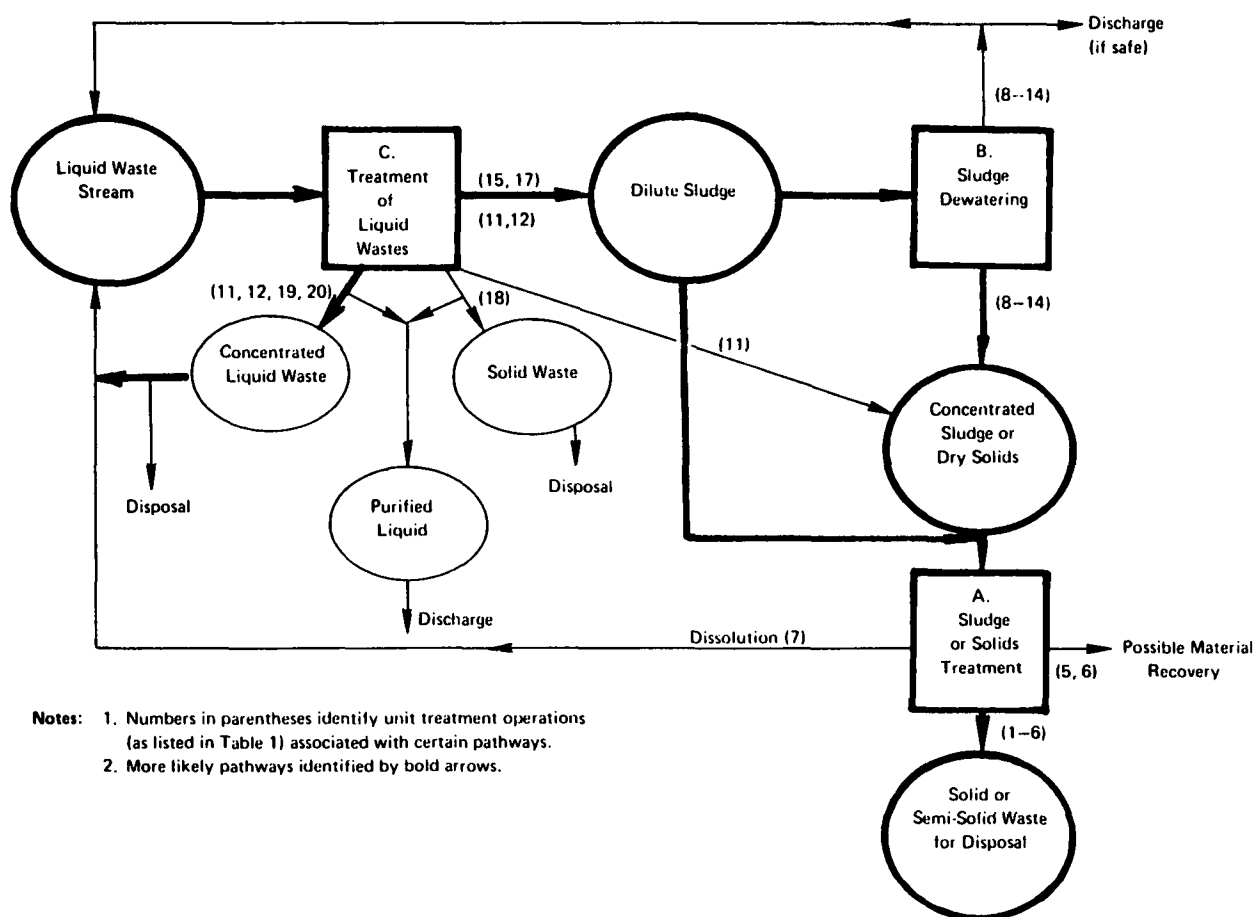 Discharge
(if safe)
(8--14)
Liquid Waste
Stream
C.
Treatment
of
Liquid
Wastes
(15, 17)
(11,12)
Dilute Sludge
B.
Sludge
Dewatering
(11, 12, 19, 20)
(18)
(8–14)
(11)
Concentrated
Liquid Waste
Solid Waste
Concentrated
Sludge or
Dry Solids
Disposal
Disposal
Purified
Liquid
Discharge
Dissolution (7)
A.
Sludge
or Solids
Treatment
(5, 6)
Possible Material
Recovery
(1–6)
Notes: 1. Numbers in parentheses identify unit treatment operations
(as listed in Table 1) associated with certain pathways.
2. More likely pathways identified by bold arrows.
Solid or
Semi-Solid Waste
for Disposal